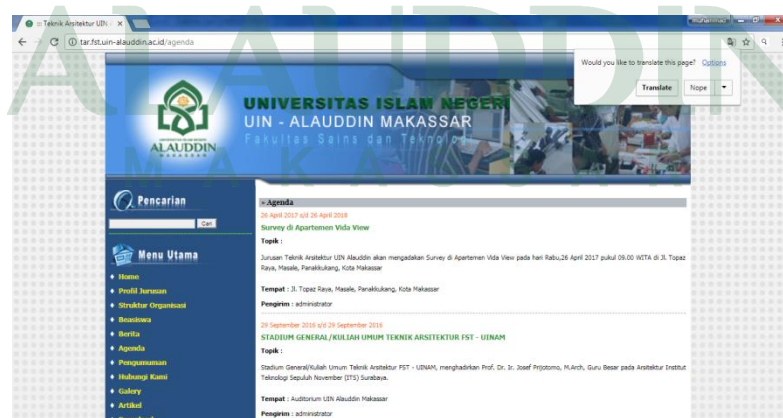 ::: Teknik Arsitektur UIN
muhammad
tar.fst.uin-alauddin.ac.id/agenda
Would you like to translate this page? Options
Translate Nope
ALAUDDIN
MAKASSAR
UNIVERSITAS ISLAM NEGERI
UIN - ALAUDDIN MAKASSAR
Fakultas Sains dan Teknologi
ALAUDDIN
MAKASSAR
Pencarian
Cari
Menu Utama
Home
Profil Jurusan
Struktur Organisasi
Beasiswa
Berita
Agenda
Pengumuman
Hubungi Kami
Galery
Artikel
» Agenda
26 April 2017 s/d 26 April 2018
Survey di Apartemen Vida View
Topik :
Jurusan Teknik Arsitektur UIN Alauddin akan mengadakan Survey di Apartemen Vida View pada hari Rabu,26 April 2017 pukul 09.00 WITA di Jl. Topaz
Raya, Masale, Panakkukang, Kota Makassar
Tempat : Jl. Topaz Raya, Masale, Panakkukang, Kota Makassar
Pengirim : administrator
29 September 2016 s/d 29 September 2016
STADIUM GENERAL/KULIAH UMUM TEKNIK ARSITEKTUR FST - UINAM
Topik :
Stadium General/Kuliah Umum Teknik Arsitektur FST - UINAM, menghadirkan Prof. Dr. Ir. Josef Prijotomo, M.Arch, Guru Besar pada Arsitektur Institut
Teknologi Sepuluh November (ITS) Surabaya.
Tempat : Auditorium UIN Alauddin Makassar
Pengirim : administrator